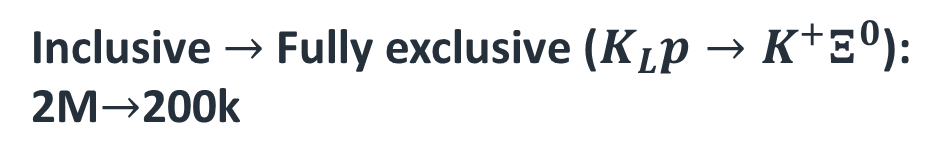 Inclusive → Fully exclusive (K_L p → K⁺Ξ⁰):
2M→200k